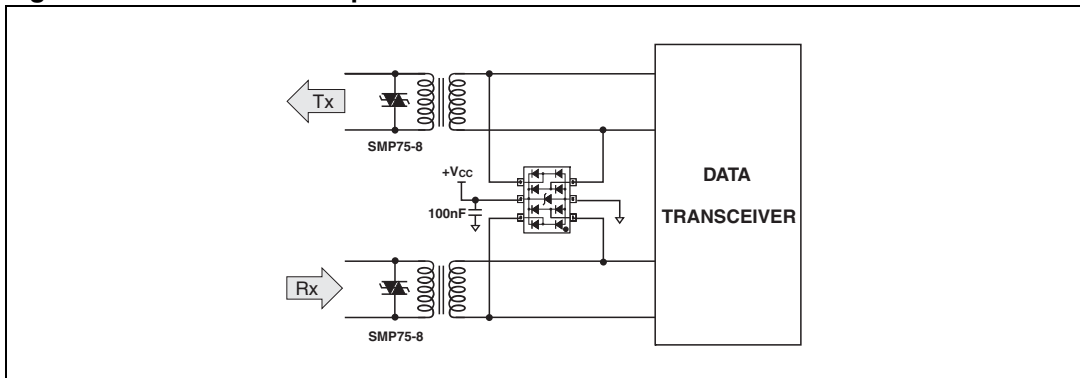 Tx
SMP75-8
+Vcc
100nF
DATA
TRANSCEIVER
Rx
SMP75-8